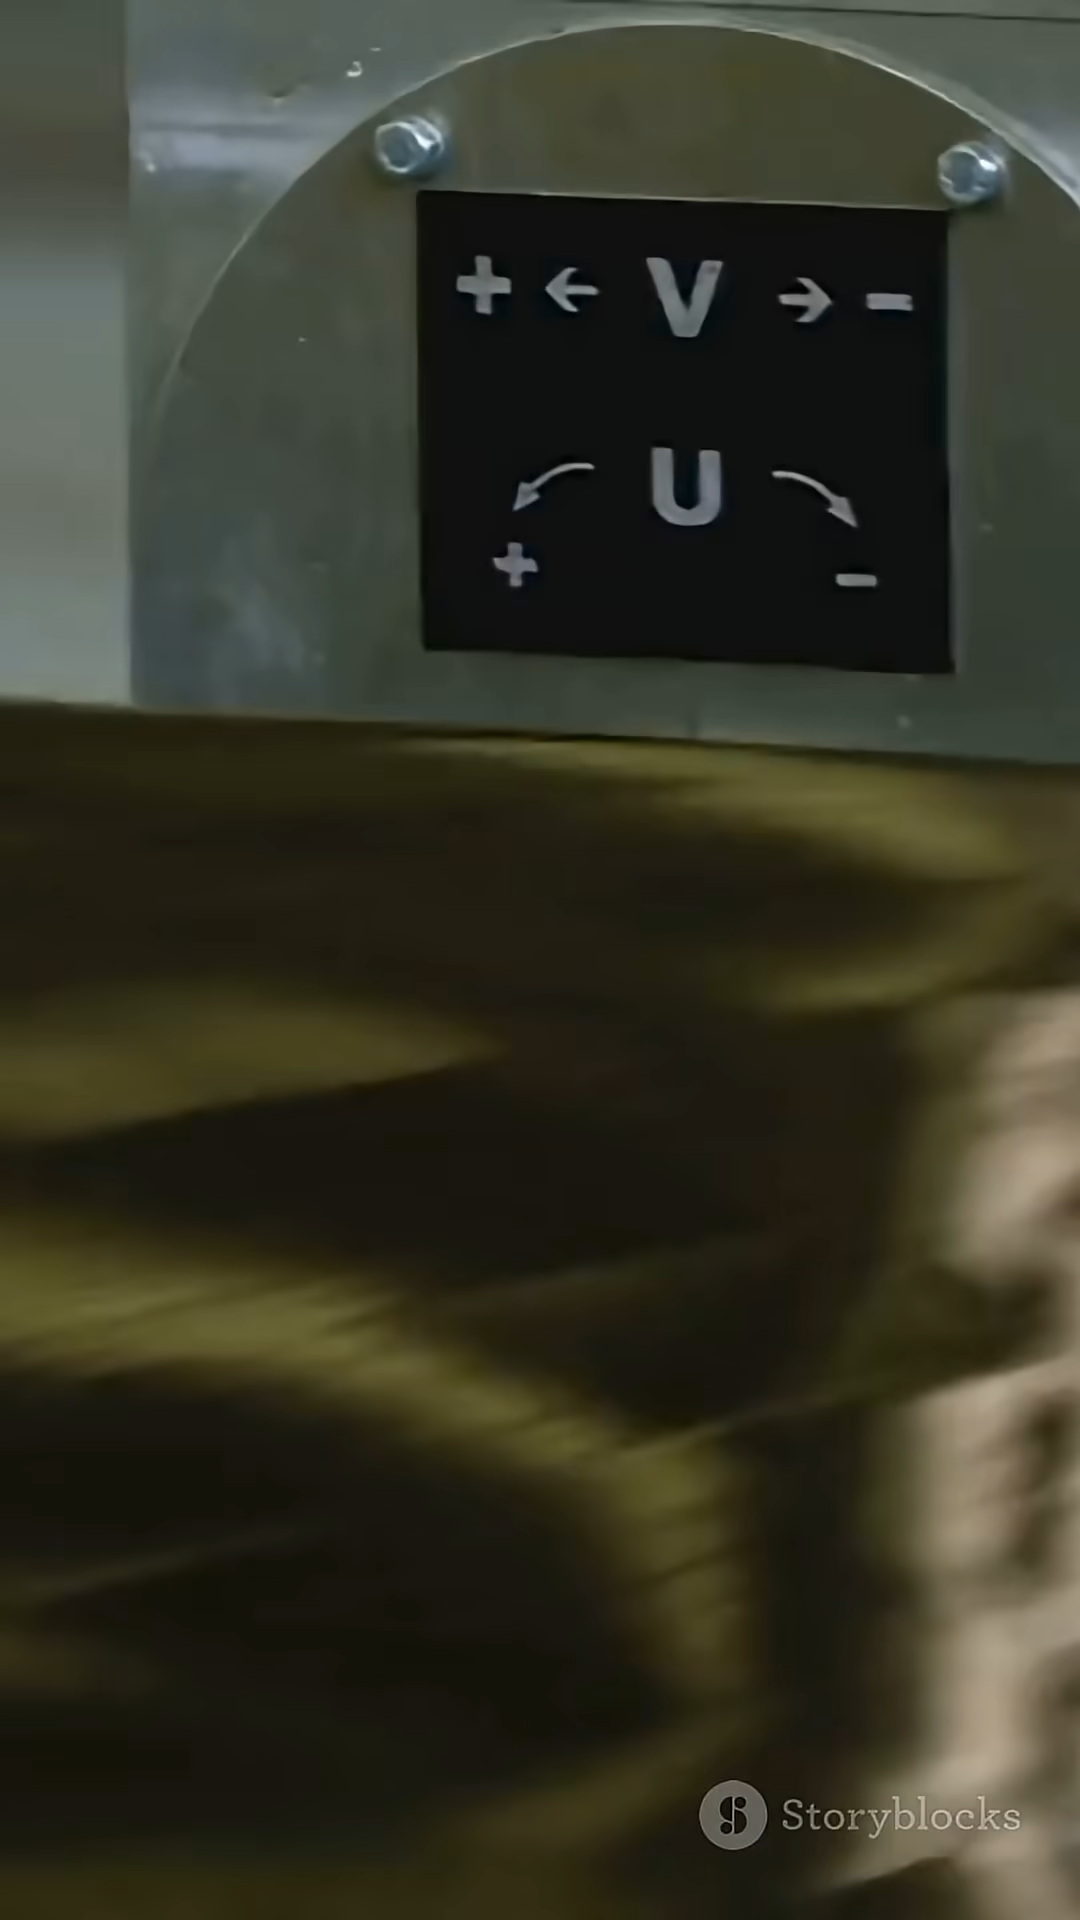 + ← V → -
U
+ -
Storyblocks